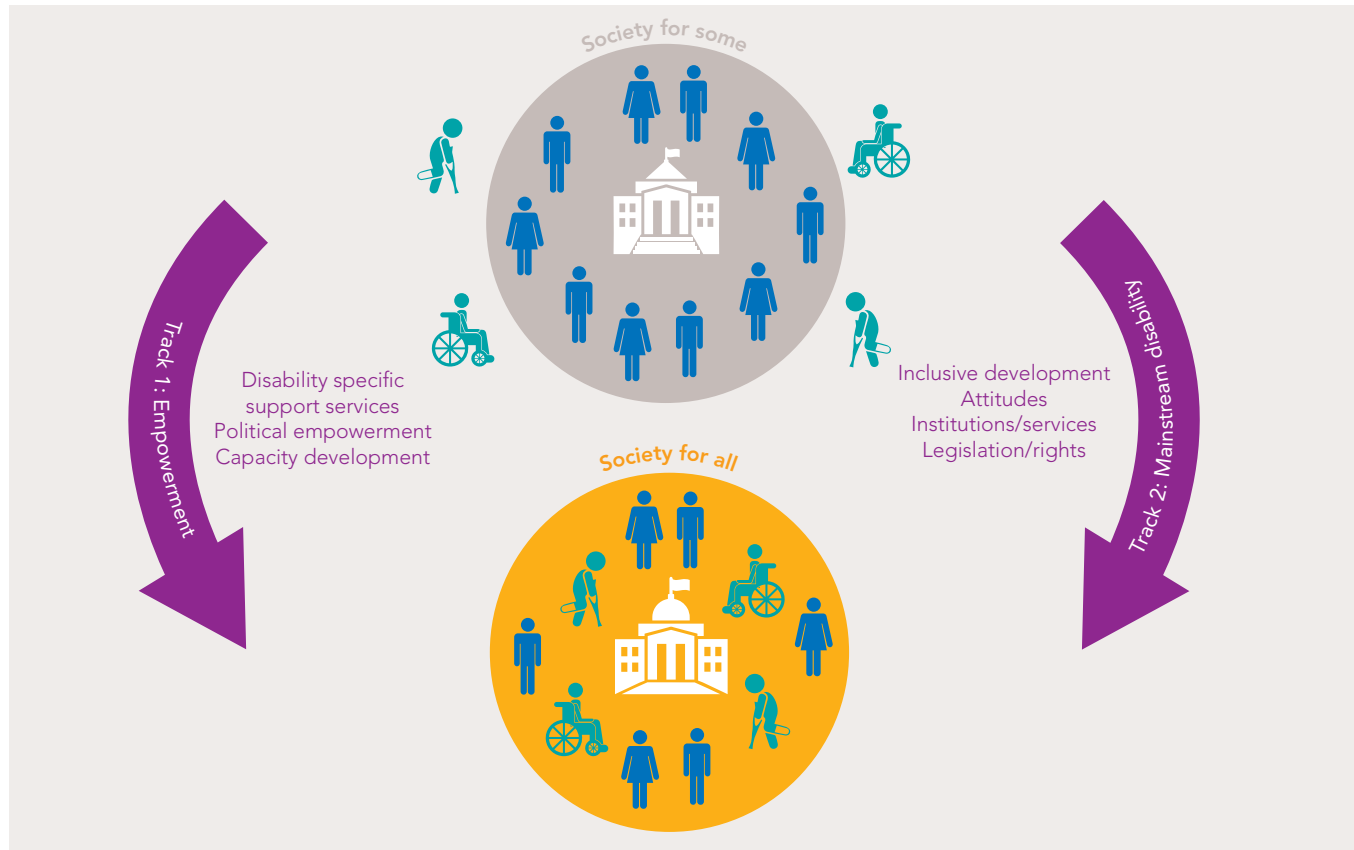 Society for some
Track 1: Empowerment
Disability specific
support services
Political empowerment
Capacity development
Inclusive development
Attitudes
Institutions/services
Legislation/rights
Track 2: Mainstream disability
Society for all